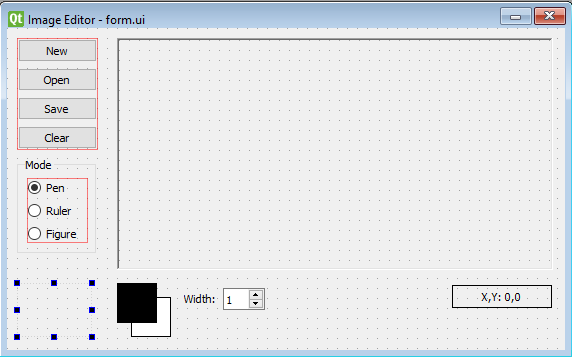 Qt Image Editor - form.ui
New
Open
Save
Clear
Mode
Pen
Ruler
Figure
Width: 1
X,Y: 0,0